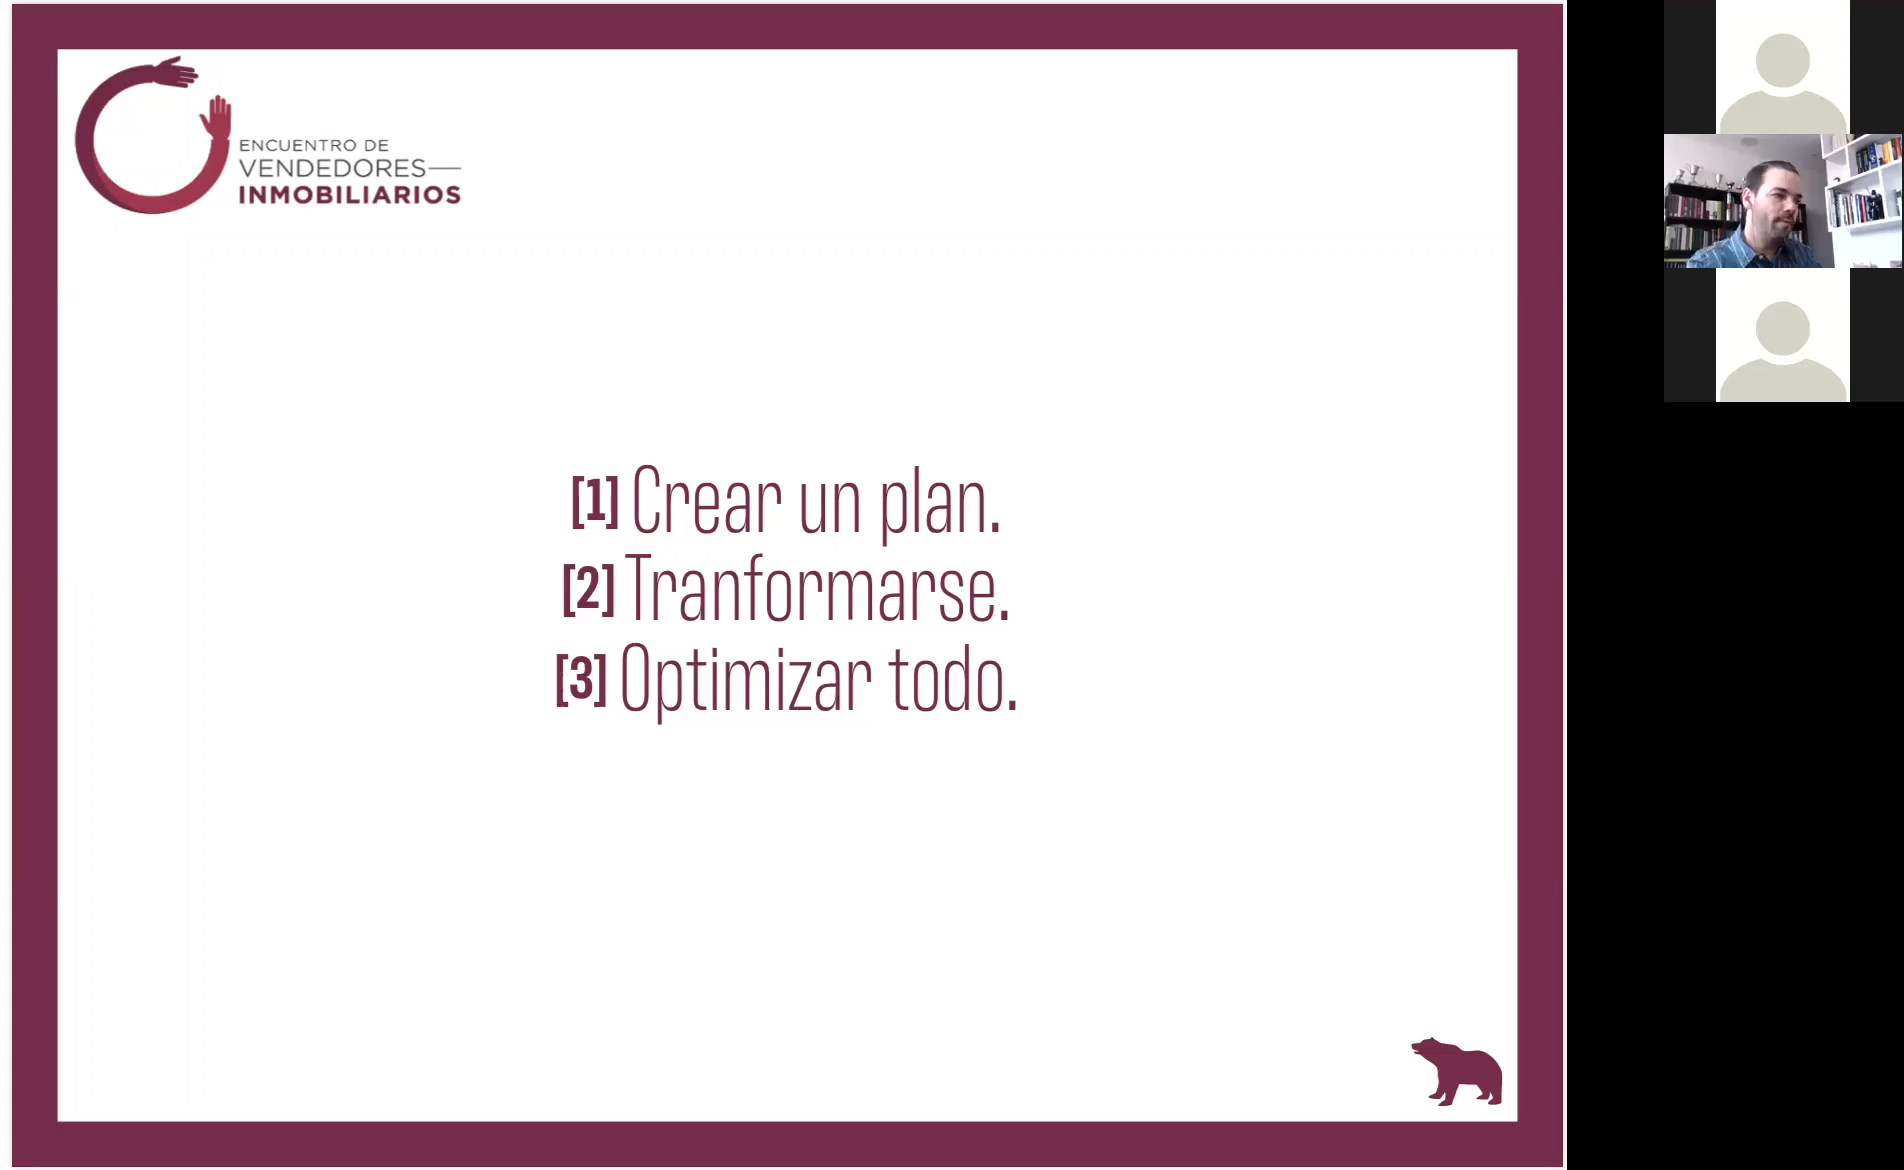 ENCUENTRO DE
VENDEDORES—
INMOBILIARIOS
[1] Crear un plan.
[2] Tranformarse.
[3] Optimizar todo.